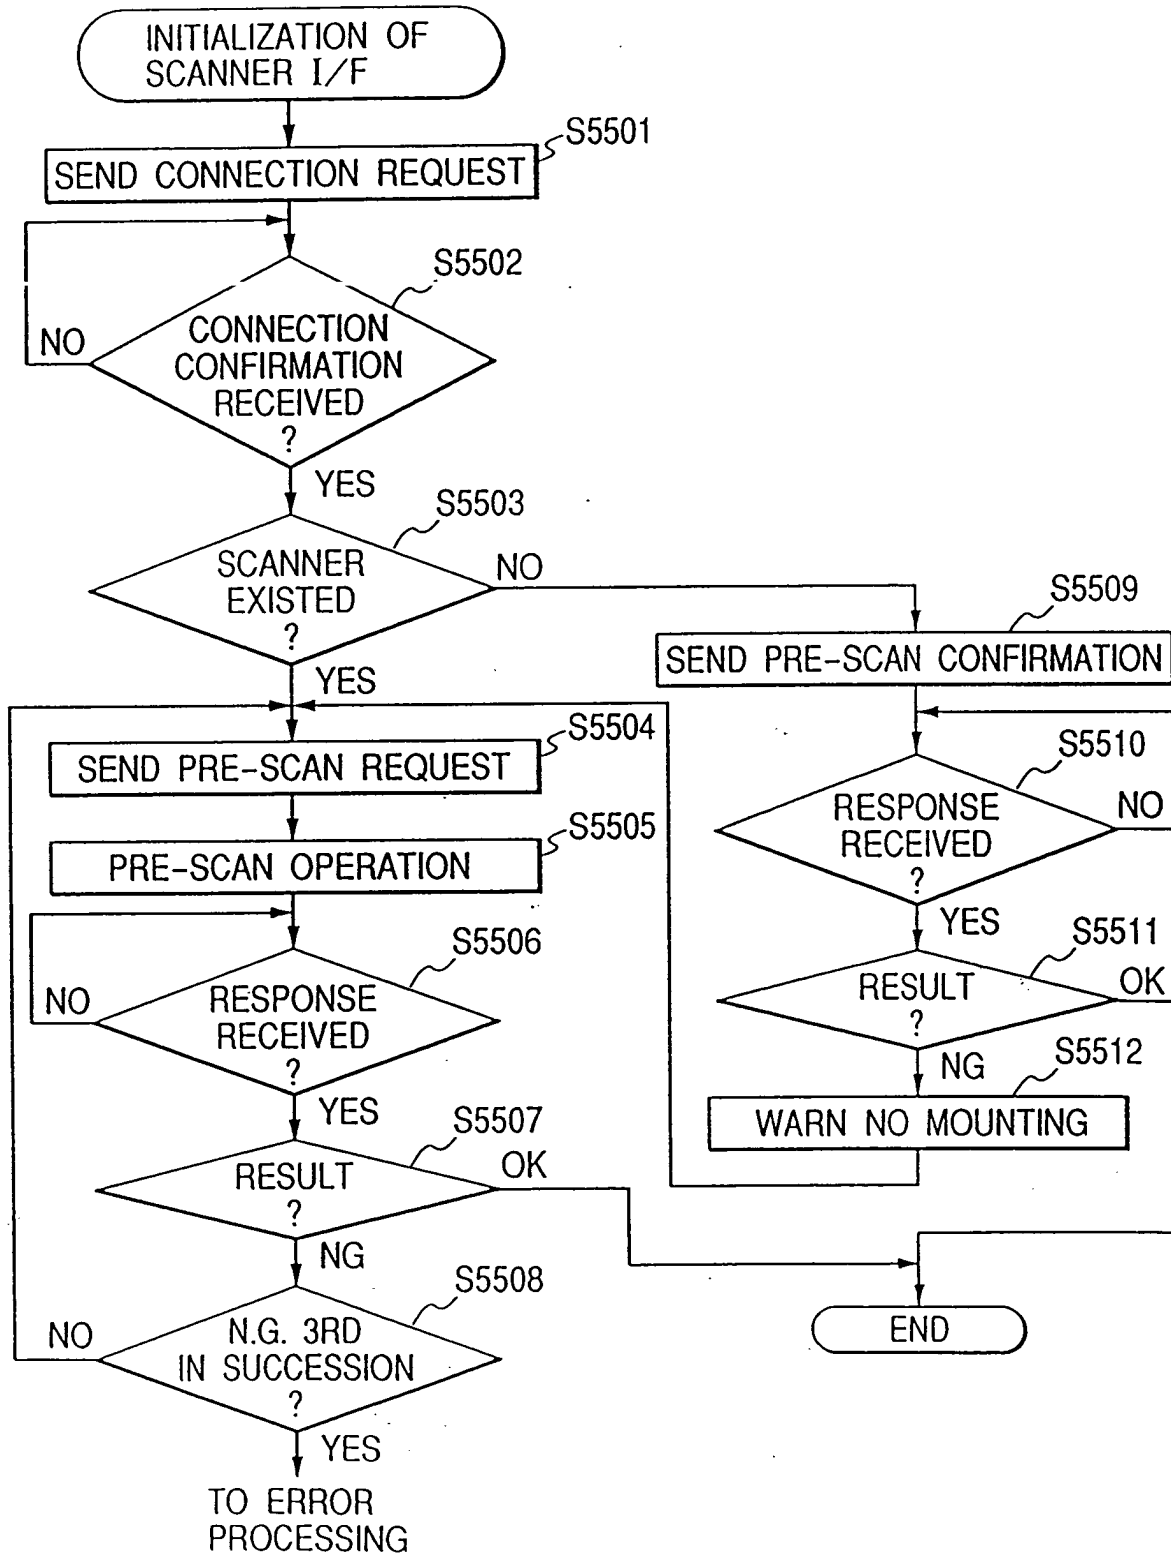 INITIALIZATION OF
SCANNER I/F
S5501
SEND CONNECTION REQUEST
S5502
NO
CONNECTION
CONFIRMATION
RECEIVED
?
YES
S5503
SCANNER
EXISTED
?
NO
YES
S5509
SEND PRE-SCAN CONFIRMATION
S5504
SEND PRE-SCAN REQUEST
S5510
RESPONSE
RECEIVED
?
NO
YES
S5505
PRE-SCAN OPERATION
S5506
NO
RESPONSE
RECEIVED
?
YES
S5511
RESULT
?
OK
NG
S5512
WARN NO MOUNTING
S5507
RESULT
?
OK
NG
S5508
NO
N.G. 3RD
IN SUCCESSION
?
YES
END
TO ERROR
PROCESSING